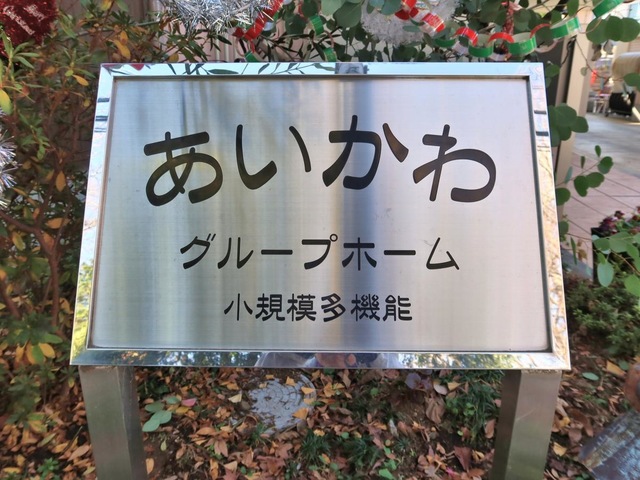 あいかわ
グループホーム
小規模多機能